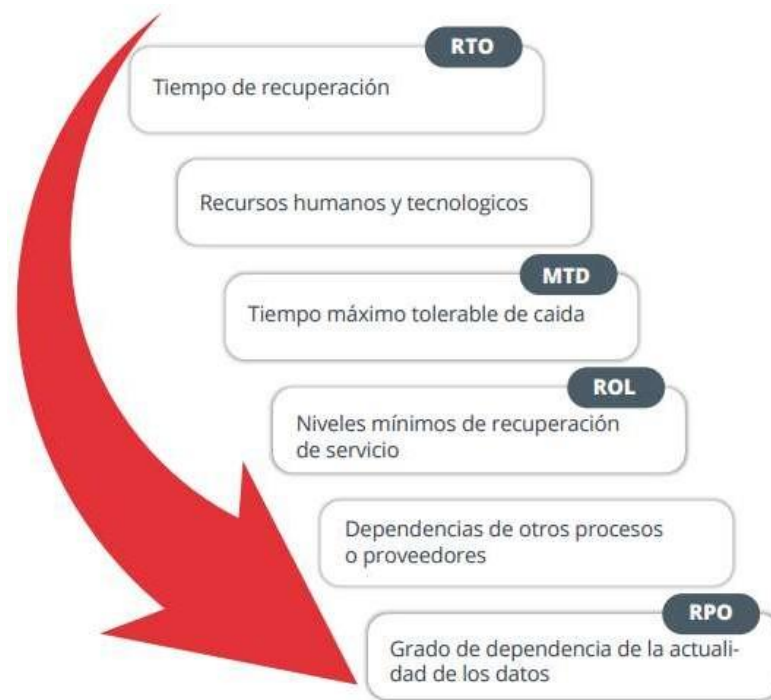 RTO
Tiempo de recuperación
Recursos humanos y tecnologicos
MTD
Tiempo máximo tolerable de caida
ROL
Niveles mínimos de recuperación
de servicio
Dependencias de otros procesos
o proveedores
RPO
Grado de dependencia de la actuali-
dad de los datos